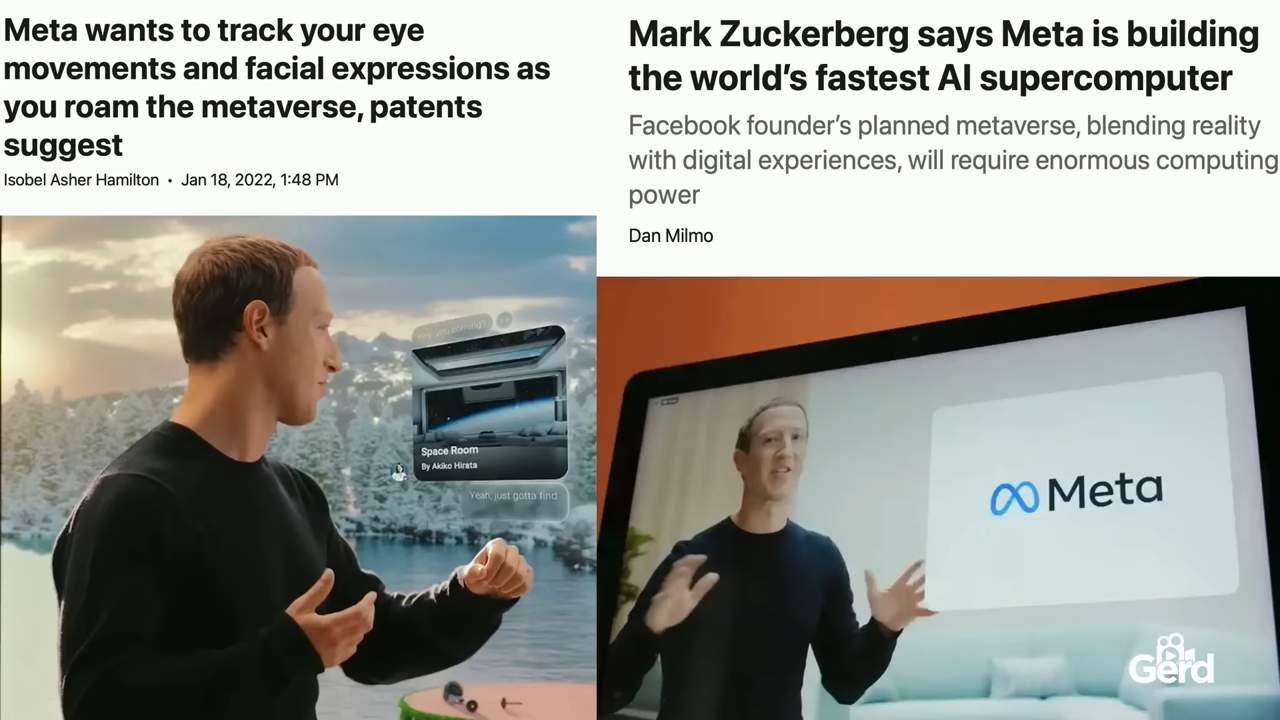 Meta wants to track your eye
movements and facial expressions as
you roam the metaverse, patents
suggest
Isobel Asher Hamilton • Jan 18, 2022, 1:48 PM
Space Room
By Akiko Hirata
Yeah, just gotta find
Mark Zuckerberg says Meta is building
the world's fastest AI supercomputer
Facebook founder's planned metaverse, blending reality
with digital experiences, will require enormous computing
power
Dan Milmo
Meta
Gerd